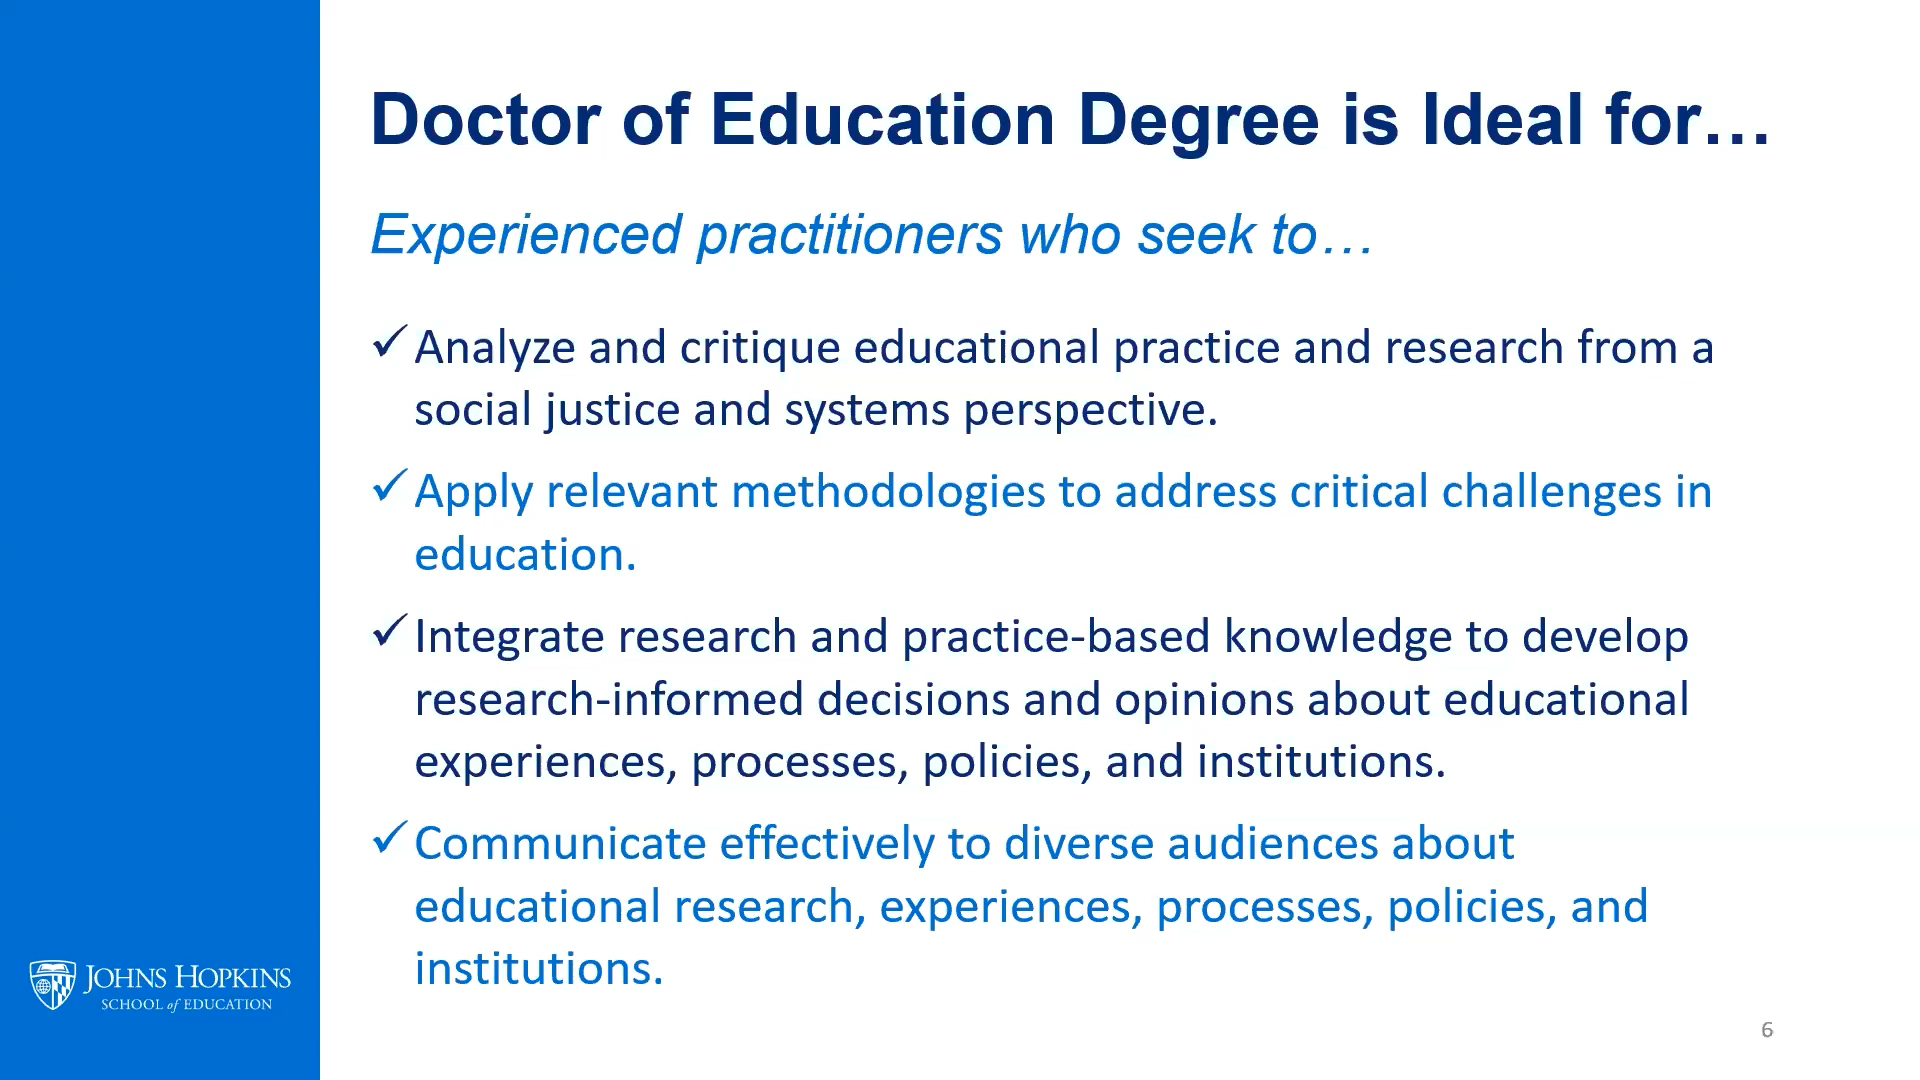 Doctor of Education Degree is Ideal for…
Experienced practitioners who seek to…
✓Analyze and critique educational practice and research from a
social justice and systems perspective.
✓Apply relevant methodologies to address critical challenges in
education.
✓Integrate research and practice-based knowledge to develop
research-informed decisions and opinions about educational
experiences, processes, policies, and institutions.
✓Communicate effectively to diverse audiences about
educational research, experiences, processes, policies, and
institutions.
JOHNS HOPKINS
SCHOOL of EDUCATION
6